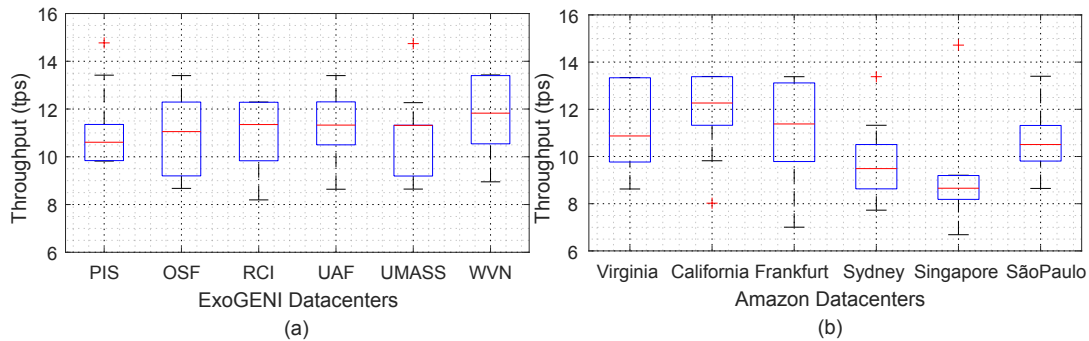 Throughput (tps)
16
14
12
10
8
6
PIS OSF RCI UAF UMASS WVN
ExoGENI Datacenters
(a)
Throughput (tps)
16
14
12
10
8
6
Virginia California Frankfurt Sydney Singapore SãoPaulo
Amazon Datacenters
(b)